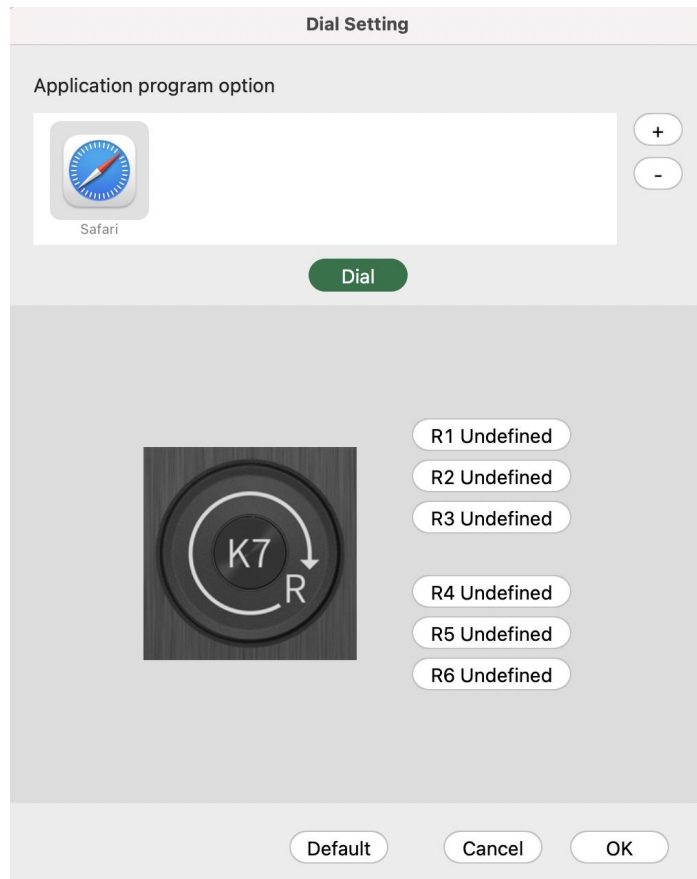 Dial Setting
Application program option
+
-
Safari
Dial
R1 Undefined
R2 Undefined
R3 Undefined
K7
R
R4 Undefined
R5 Undefined
R6 Undefined
Default Cancel OK